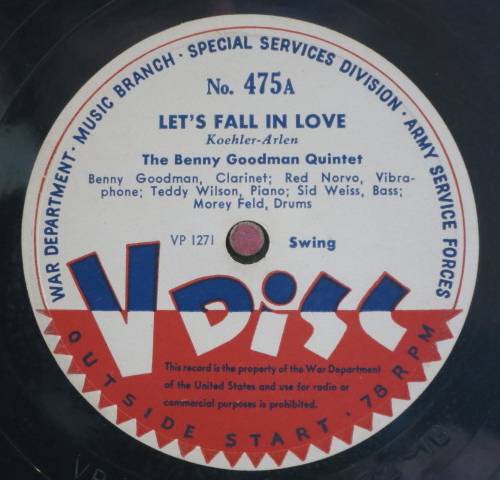 WAR DEPARTMENT · MUSIC BRANCH · SPECIAL SERVICES DIVISION · ARMY SERVICE FORCES
No. 475A
LET'S FALL IN LOVE
Koehler-Arlen
The Benny Goodman Quintet
Benny Goodman, Clarinet; Red Norvo, Vibra-
phone; Teddy Wilson, Piano; Sid Weiss, Bass;
Morey Feld, Drums
VP 1271 Swing
V DISC
This record is the property of the War Department
of the United States and use for radio or
commercial purposes is prohibited.
OUTSIDE START · 78 RPM